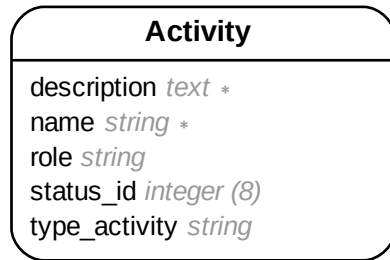 Activity
description text *
name string *
role string
status_id integer (8)
type_activity string